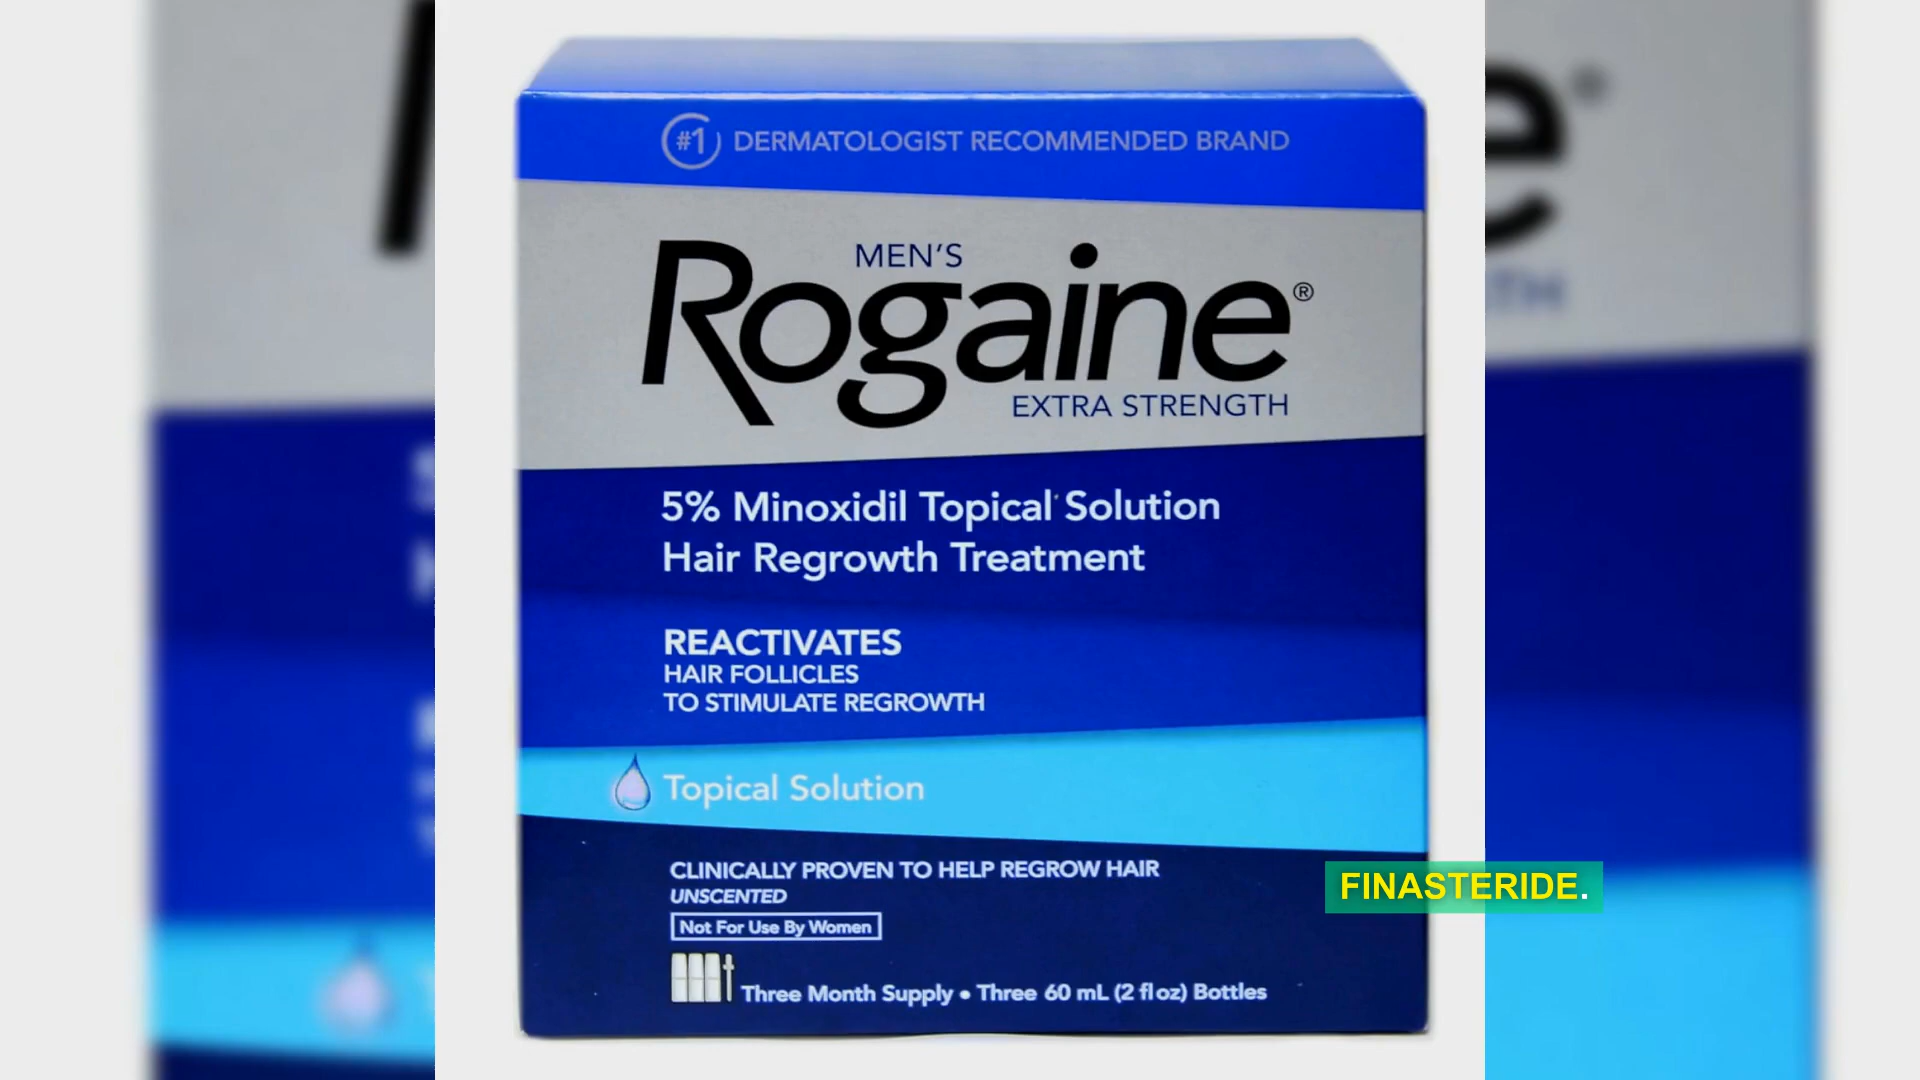 #1 DERMATOLOGIST RECOMMENDED BRAND
MEN'S
Rogaine®
EXTRA STRENGTH
5% Minoxidil Topical Solution
Hair Regrowth Treatment
REACTIVATES
HAIR FOLLICLES
TO STIMULATE REGROWTH
Topical Solution
CLINICALLY PROVEN TO HELP REGROW HAIR
UNSCENTED
Not For Use By Women
FINASTERIDE.
Three Month Supply • Three 60 mL (2 fl oz) Bottles